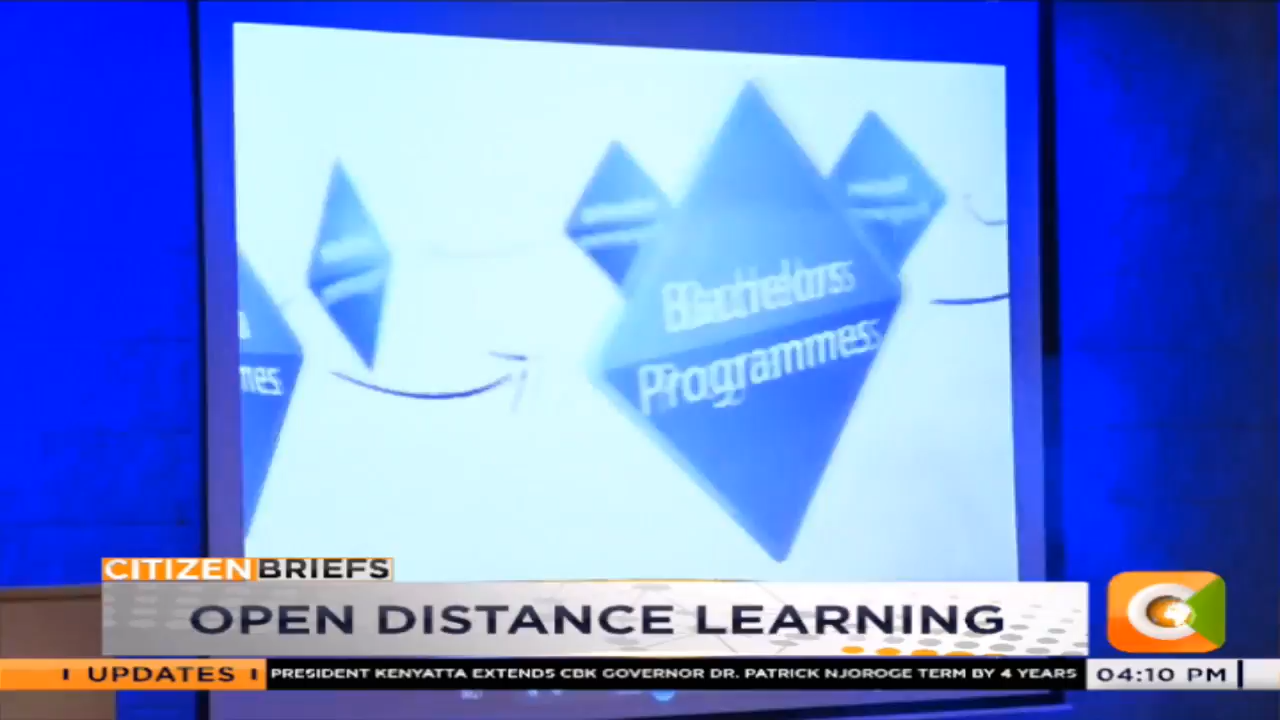 Programmes
CITIZEN BRIEFS
OPEN DISTANCE LEARNING
UPDATES
PRESIDENT KENYATTA EXTENDS CBK GOVERNOR DR. PATRICK NJOROGE TERM BY 4 YEARS
04:10 PM